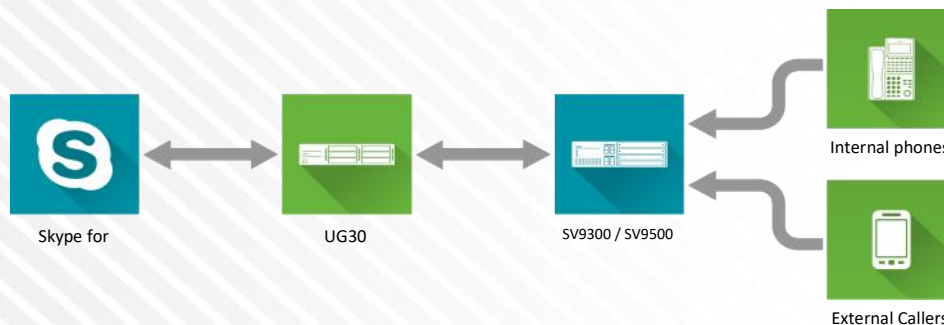 S
Internal phones
Skype for
UG30
SV9300 / SV9500
External Callers